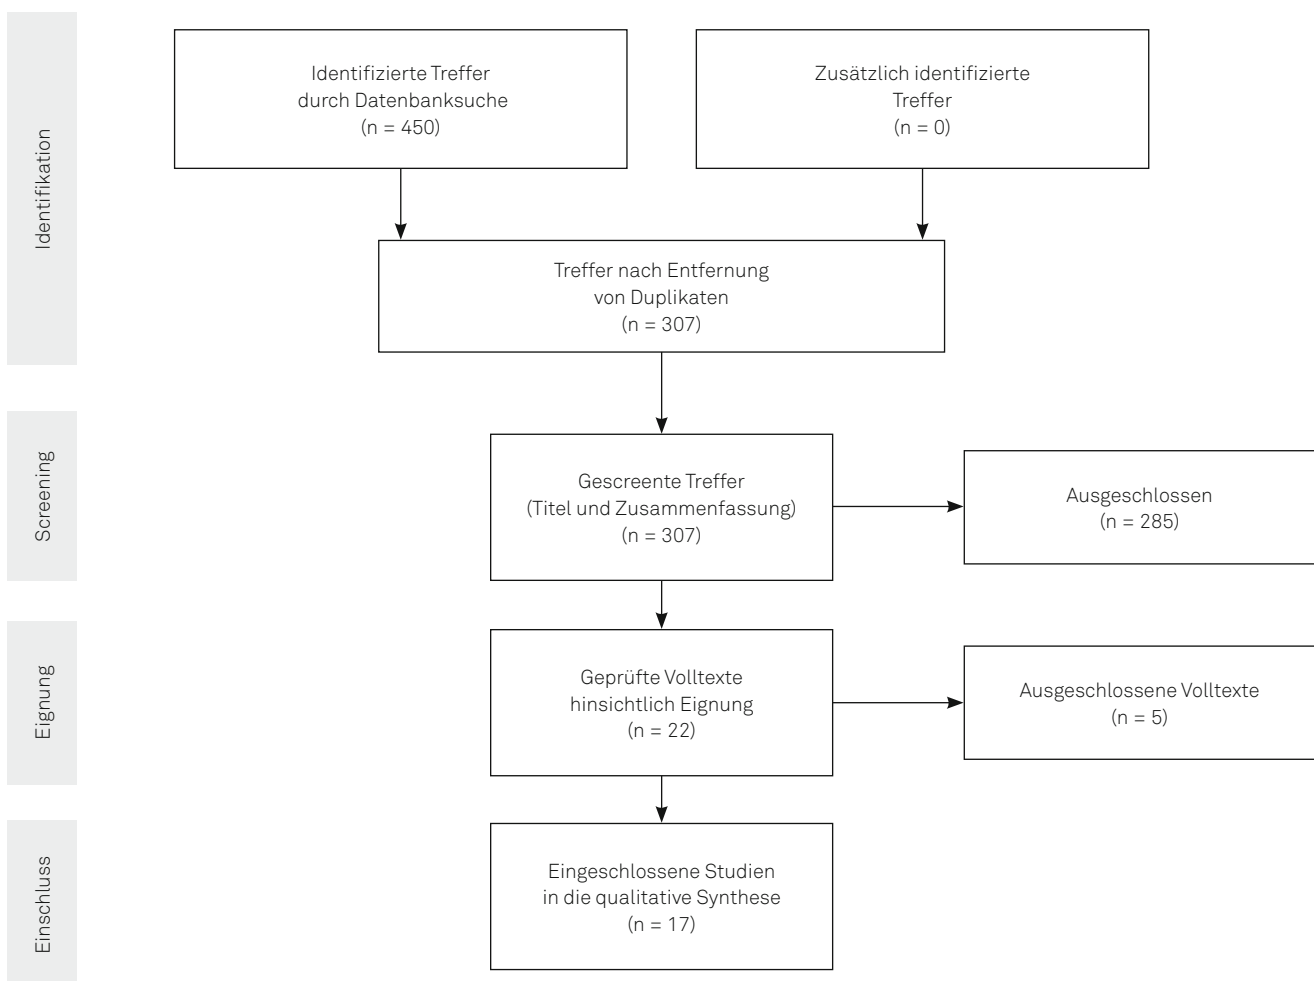 Identifikation
Identifizierte Treffer
durch Datenbanksuche
(n = 450)
Zusätzlich identifizierte
Treffer
(n = 0)
Treffer nach Entfernung
von Duplikaten
(n = 307)
Screening
Gescreente Treffer
(Titel und Zusammenfassung)
(n = 307)
Ausgeschlossen
(n = 285)
Eignung
Geprüfte Volltexte
hinsichtlich Eignung
(n = 22)
Ausgeschlossene Volltexte
(n = 5)
Einschluss
Eingeschlossene Studien
in die qualitative Synthese
(n = 17)